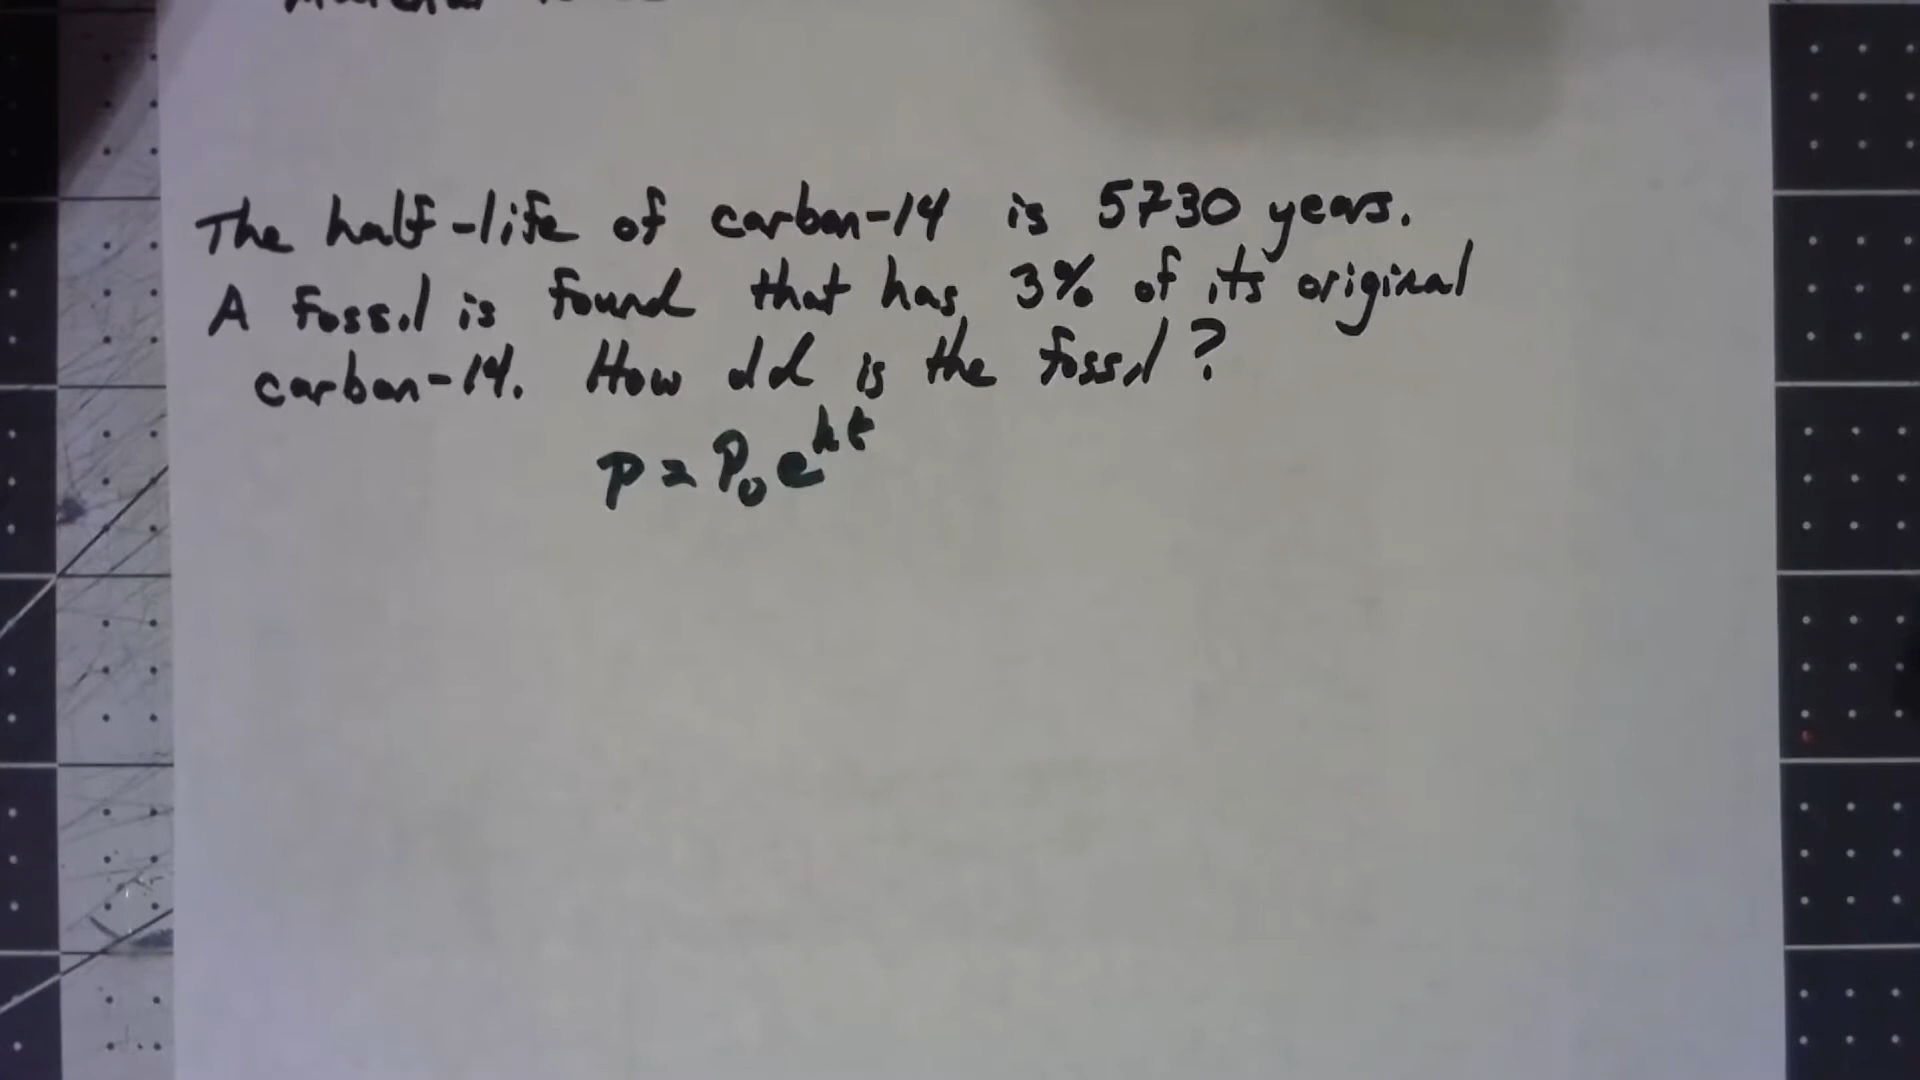 The half-life of carbon-14 is 5730 years.
A fossil is found that has 3% of its original
carbon-14. How old is the fossil?
P = P₀e^kt